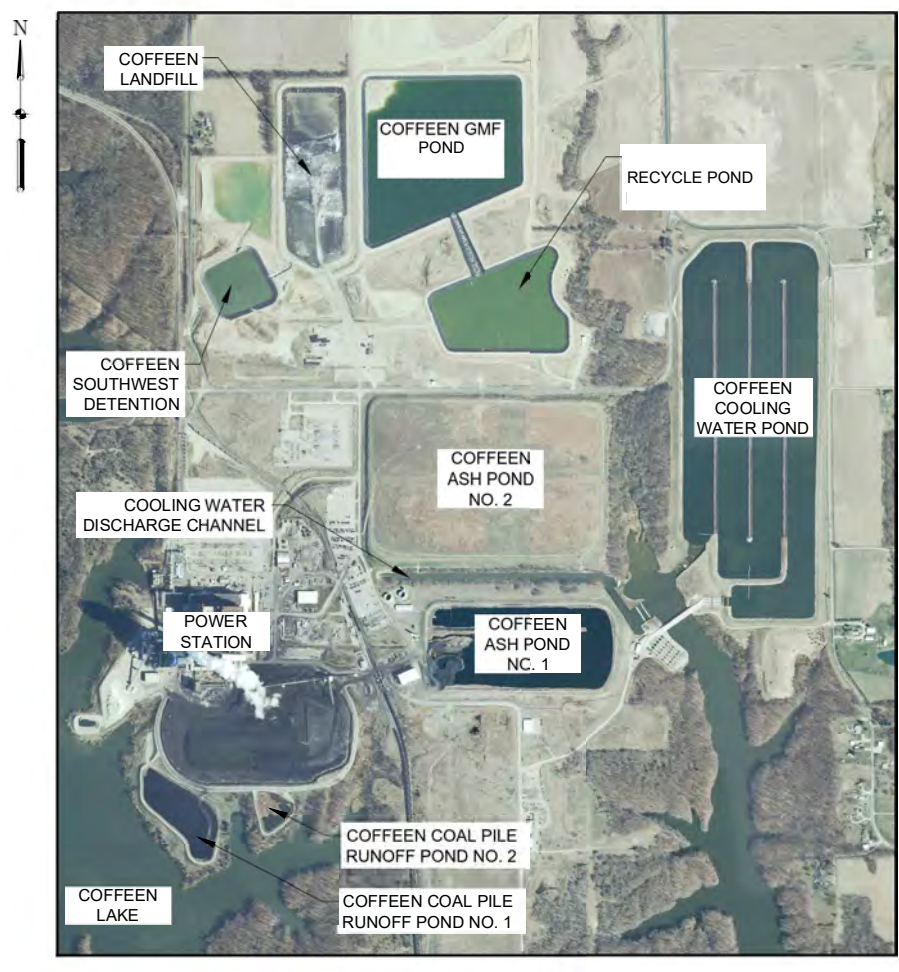 N
COFFEEN
LANDFILL
COFFEEN GMF
POND
RECYCLE POND
COFFEEN
SOUTHWEST
DETENTION
COFFEEN
COOLING
WATER POND
COFFEEN
ASH POND
NO. 2
COOLING WATER
DISCHARGE CHANNEL
POWER
STATION
COFFEEN
ASH POND
NC. 1
COFFEEN COAL PILE
RUNOFF POND NO. 2
COFFEEN
LAKE
COFFEEN COAL PILE
RUNOFF POND NO. 1